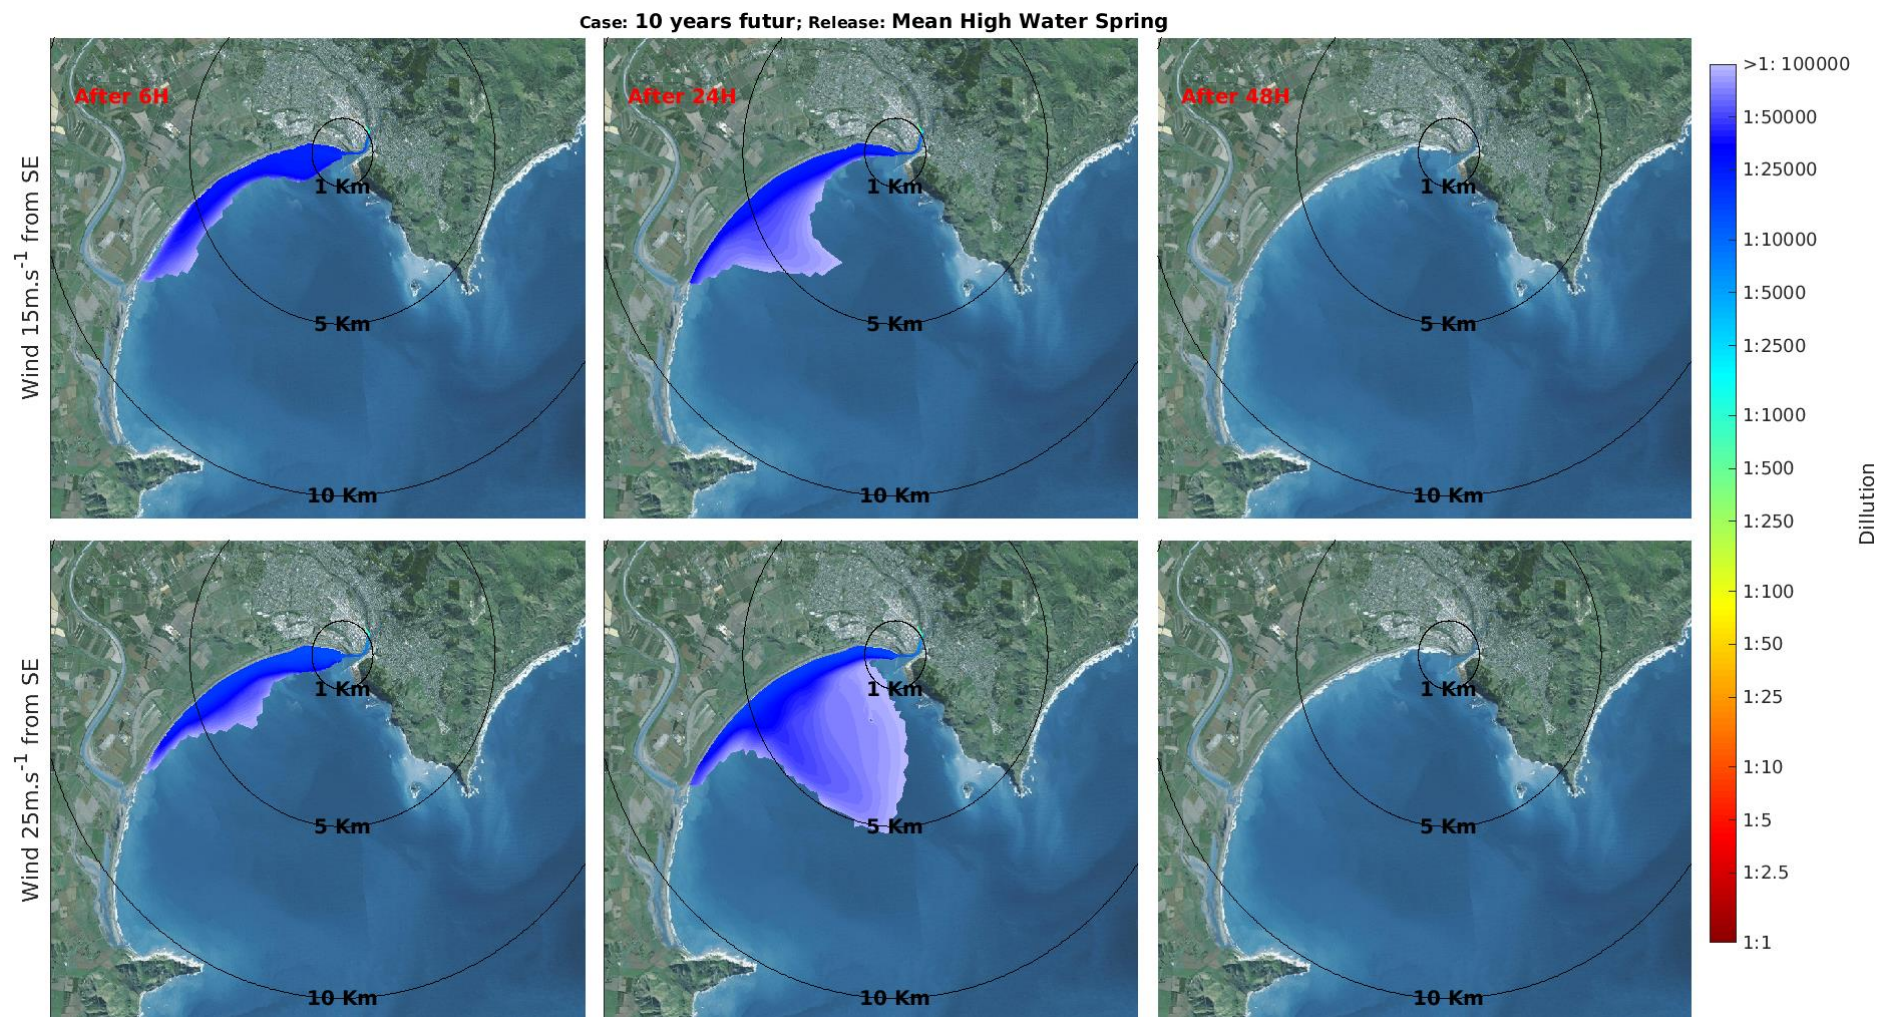 Case: 10 years futur; Release: Mean High Water Spring
Wind 15m.s⁻¹ from SE
After 6H
1 Km
5 Km
10 Km
After 24H
1 Km
5 Km
10 Km
After 48H
1 Km
5 Km
10 Km
Wind 25m.s⁻¹ from SE
1 Km
5 Km
10 Km
1 Km
5 Km
10 Km
1 Km
5 Km
10 Km
>1: 100000
1:50000
1:25000
1:10000
1:5000
1:2500
1:1000
1:500
1:250
1:100
1:50
1:25
1:10
1:5
1:2.5
1:1
Dillution